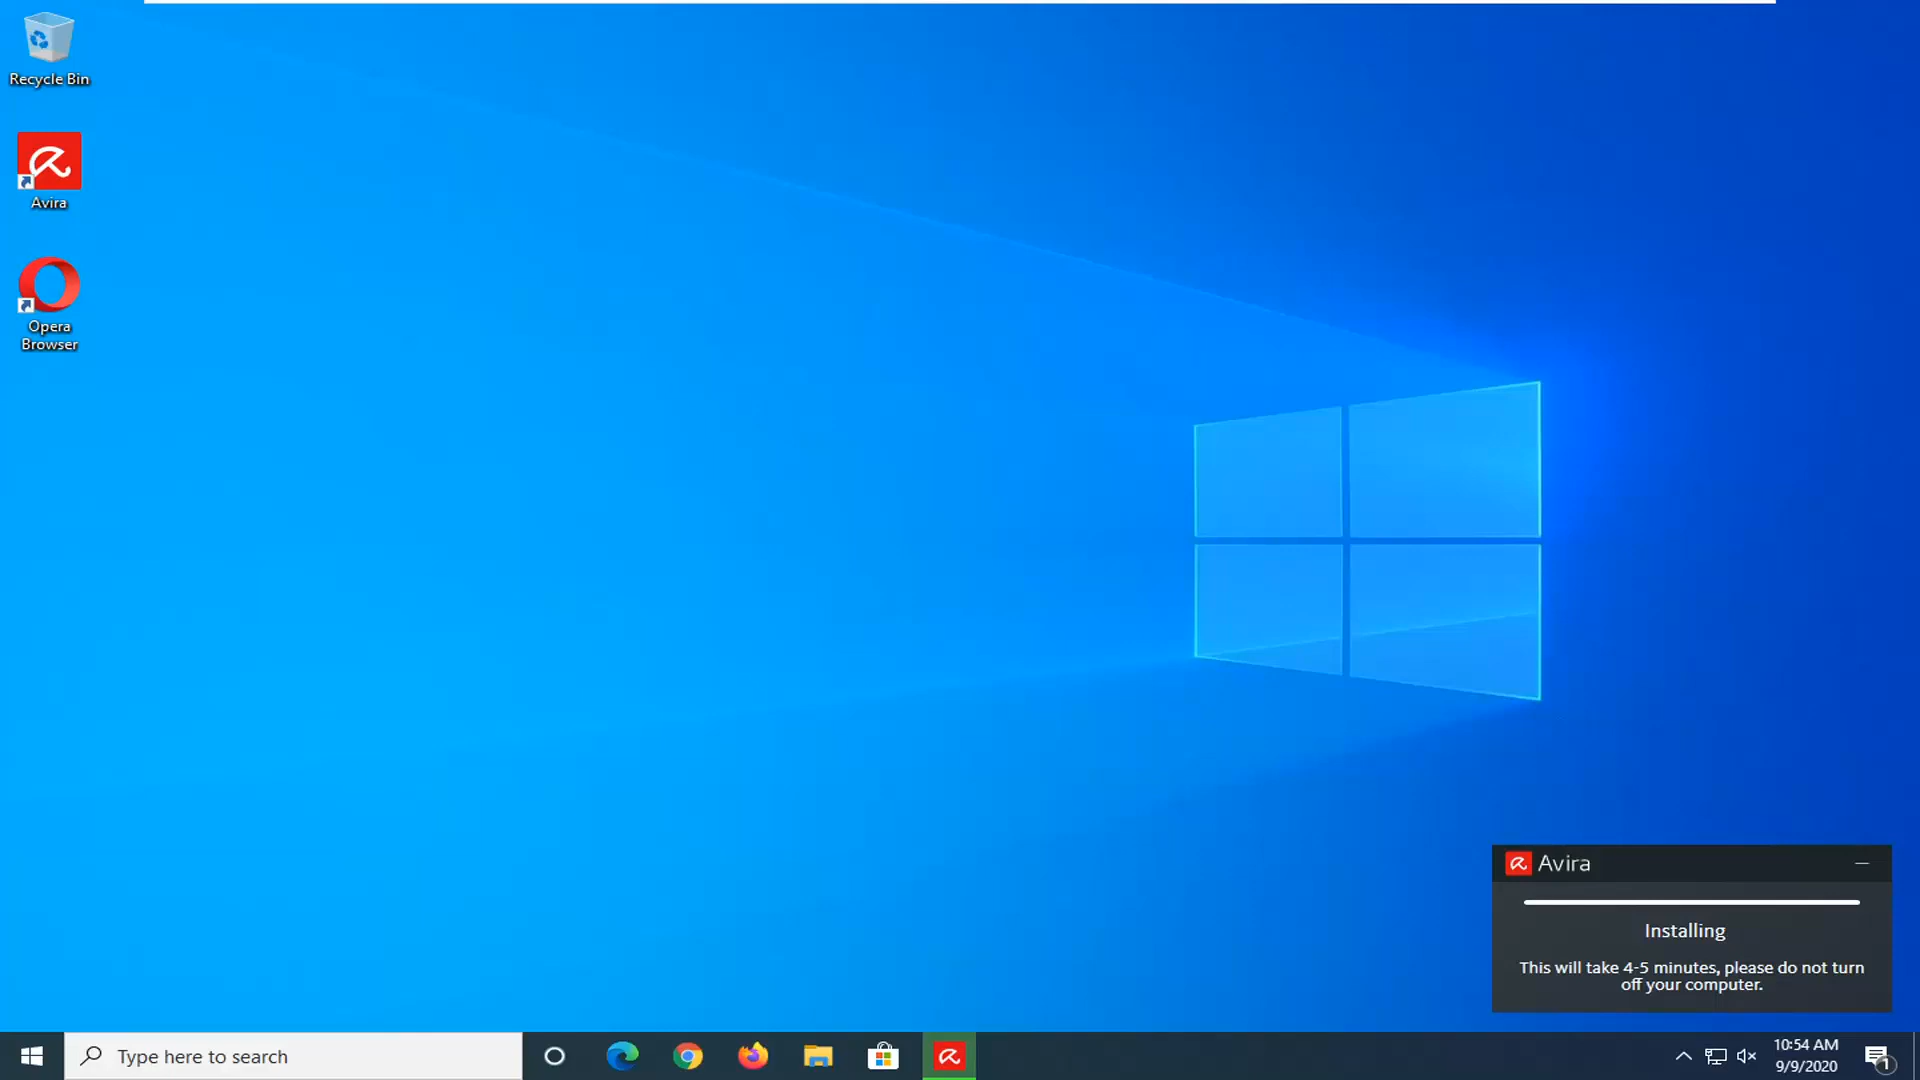 Recycle Bin
Avira
Opera
Browser
Avira
Installing
This will take 4-5 minutes, please do not turn
off your computer.
Type here to search
10:54 AM
9/9/2020
1